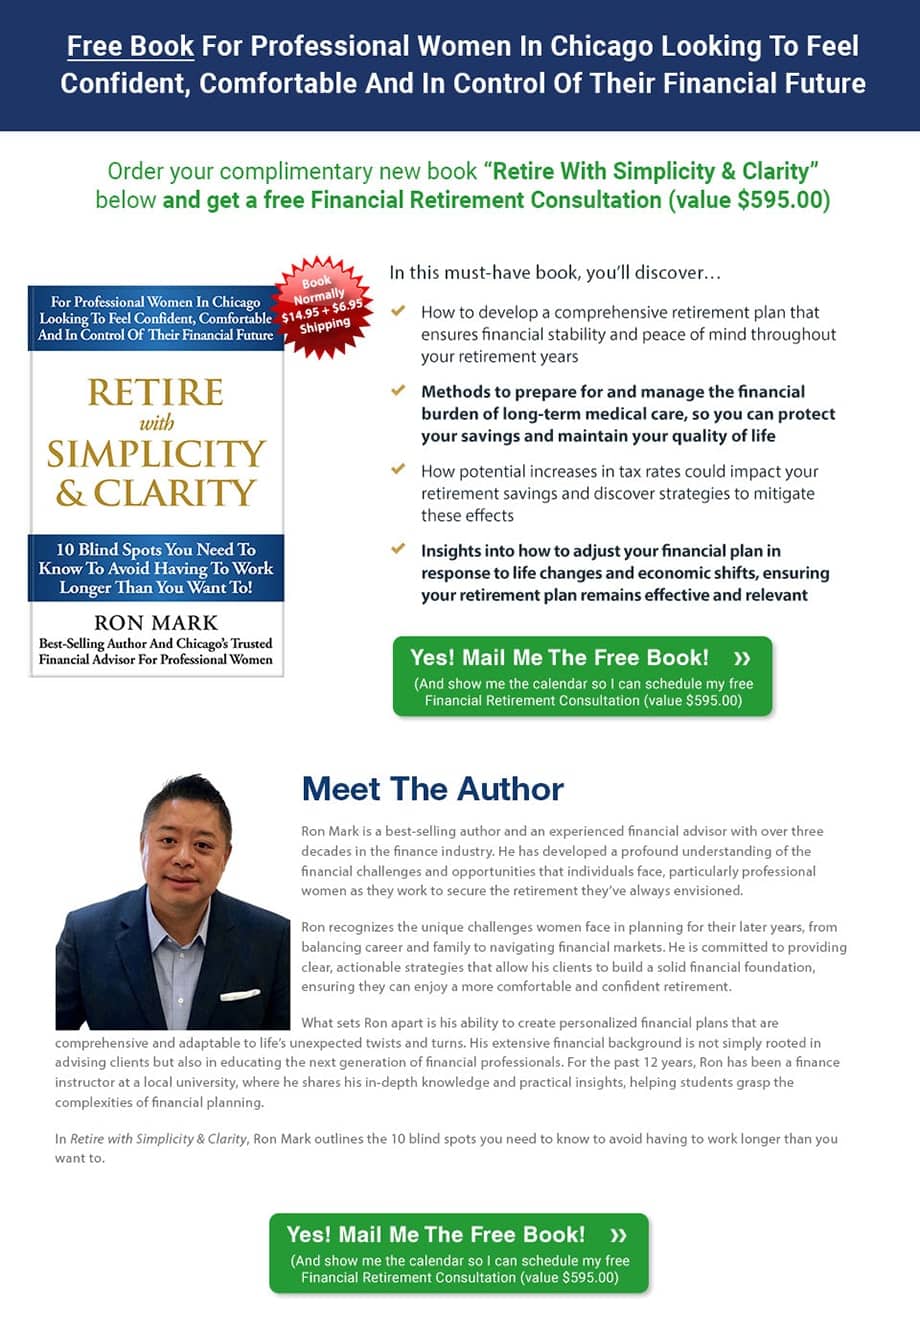 Free Book For Professional Women In Chicago Looking To Feel
Confident, Comfortable And In Control Of Their Financial Future
Order your complimentary new book “Retire With Simplicity & Clarity”
below and get a free Financial Retirement Consultation (value $595.00)
For Professional Women In Chicago
Looking To Feel Confident, Comfortable
And In Control Of Their Financial Future
Book
Normally
$14.95 + $6.95
Shipping
RETIRE
with
SIMPLICITY
& CLARITY
10 Blind Spots You Need To
Know To Avoid Having To Work
Longer Than You Want To!
RON MARK
Best-Selling Author And Chicago’s Trusted
Financial Advisor For Professional Women
In this must-have book, you’ll discover…
How to develop a comprehensive retirement plan that
ensures financial stability and peace of mind throughout
your retirement years
Methods to prepare for and manage the financial
burden of long-term medical care, so you can protect
your savings and maintain your quality of life
How potential increases in tax rates could impact your
retirement savings and discover strategies to mitigate
these effects
Insights into how to adjust your financial plan in
response to life changes and economic shifts, ensuring
your retirement plan remains effective and relevant
Yes! Mail Me The Free Book! »
(And show me the calendar so I can schedule my free
Financial Retirement Consultation (value $595.00)
Meet The Author
Ron Mark is a best-selling author and an experienced financial advisor with over three
decades in the finance industry. He has developed a profound understanding of the
financial challenges and opportunities that individuals face, particularly professional
women as they work to secure the retirement they’ve always envisioned.
Ron recognizes the unique challenges women face in planning for their later years, from
balancing career and family to navigating financial markets. He is committed to providing
clear, actionable strategies that allow his clients to build a solid financial foundation,
ensuring they can enjoy a more comfortable and confident retirement.
What sets Ron apart is his ability to create personalized financial plans that are
comprehensive and adaptable to life’s unexpected twists and turns. His extensive financial background is not simply rooted in
advising clients but also in educating the next generation of financial professionals. For the past 12 years, Ron has been a finance
instructor at a local university, where he shares his in-depth knowledge and practical insights, helping students grasp the
complexities of financial planning.
In Retire with Simplicity & Clarity, Ron Mark outlines the 10 blind spots you need to know to avoid having to work longer than you
want to.
Yes! Mail Me The Free Book! »
(And show me the calendar so I can schedule my free
Financial Retirement Consultation (value $595.00)